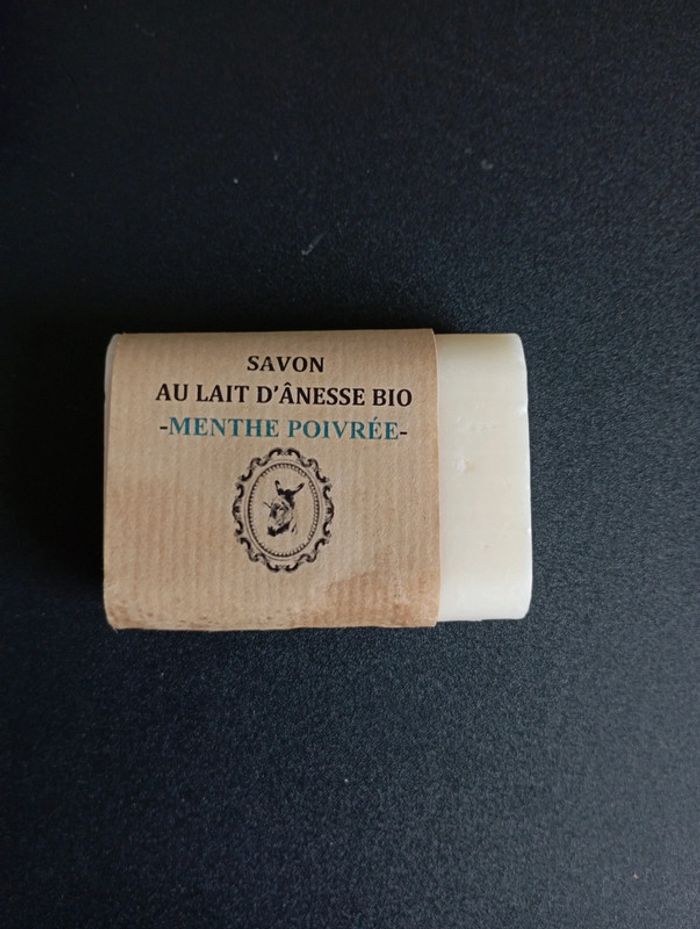 SAVON
AU LAIT D'ÂNESSE BIO
-MENTHE POIVRÉE-